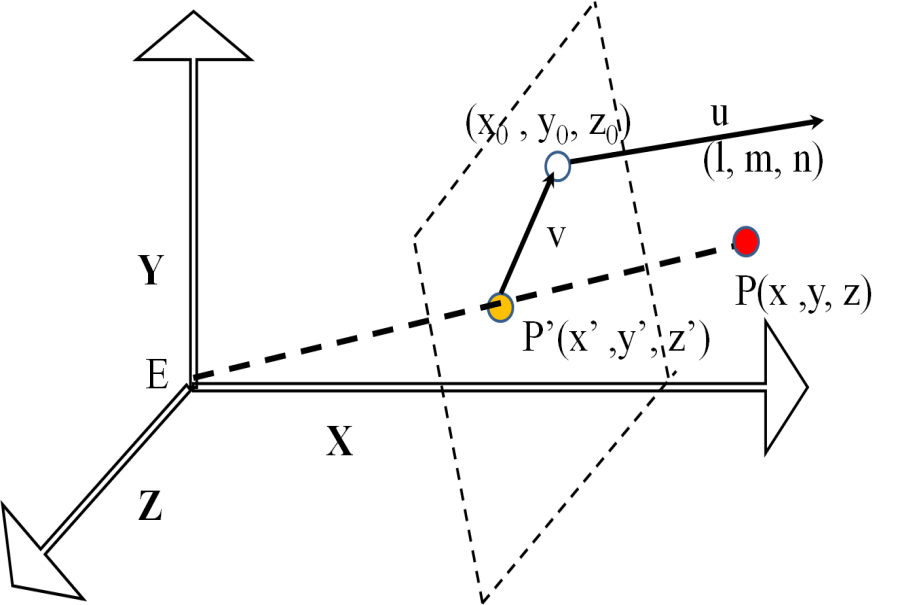 (x₀ , y₀, z₀)
u
(l, m, n)
v
Y
P(x ,y, z)
P’(x’ ,y’, z’)
E
X
Z